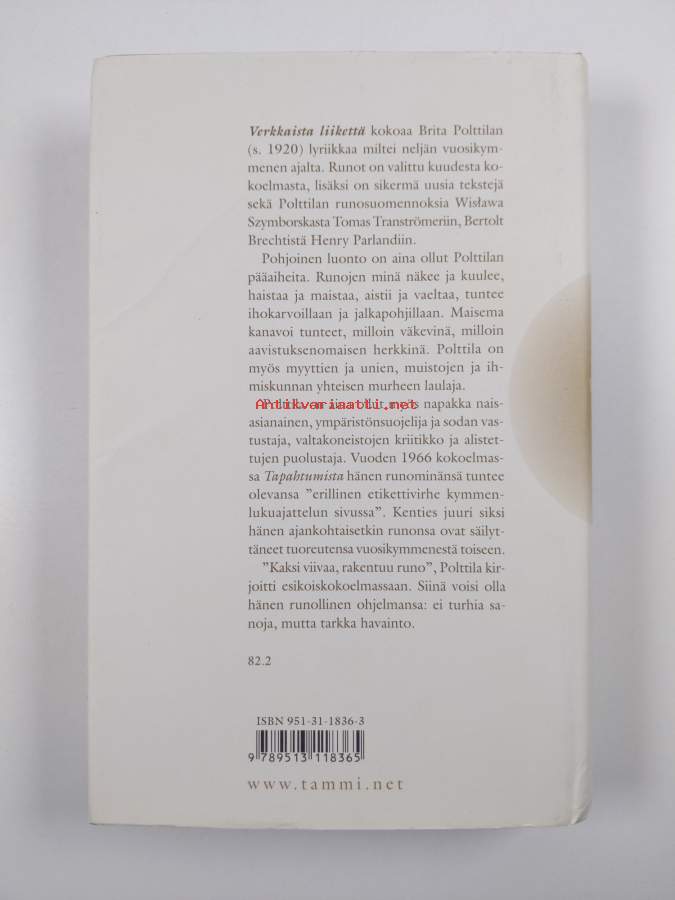 Verkkaista liikettä kokoaa Brita Polttilan
(s. 1920) lyriikkaa miltei neljän vuosikym-
menen ajalta. Runot on valittu kuudesta ko-
koelmasta, lisäksi on sikermä uusia tekstejä
sekä Polttilan runosuomennoksia Wisława
Szymborskasta Tomas Tranströmeriin, Bertolt
Brechtistä Henry Parlandiin.
Pohjoinen luonto on aina ollut Polttilan
pääaiheita. Runojen minä näkee ja kuulee,
haistaa ja maistaa, aistii ja vaeltaa, tuntee
ihokarvoillaan ja jalkapohjillaan. Maisema
kanavoi tunteet, milloin väkevinä, milloin
aavistuksenomaisen herkkinä. Polttila on
myös myyttien ja unien, muistojen ja ih-
miskunnan yhteisen murheen laulaja.
Polttila on aina ollut myös napakka nais-
Antikvariaatti.net
asianainen, ympäristönsuojelija ja sodan vas-
tustaja, valtakoneistojen kriitikko ja alistet-
tujen puolustaja. Vuoden 1966 kokoelmas-
sa Tapahtumista hänen runominänsä tuntee
olevansa ”erillinen etikettivirhe kymmen-
lukuajattelun sivussa”. Kenties juuri siksi
hänen ajankohtaisetkin runonsa ovat säilyt-
täneet tuoreutensa vuosikymmenestä toiseen.
”Kaksi viivaa, rakentuu runo”, Polttila kir-
joitti esikoiskokoelmassaan. Siinä voisi olla
hänen runollinen ohjelmansa: ei turhia sa-
noja, mutta tarkka havainto.
82.2
ISBN 951-31-1836-3
9 789513 118365
www.tammi.net